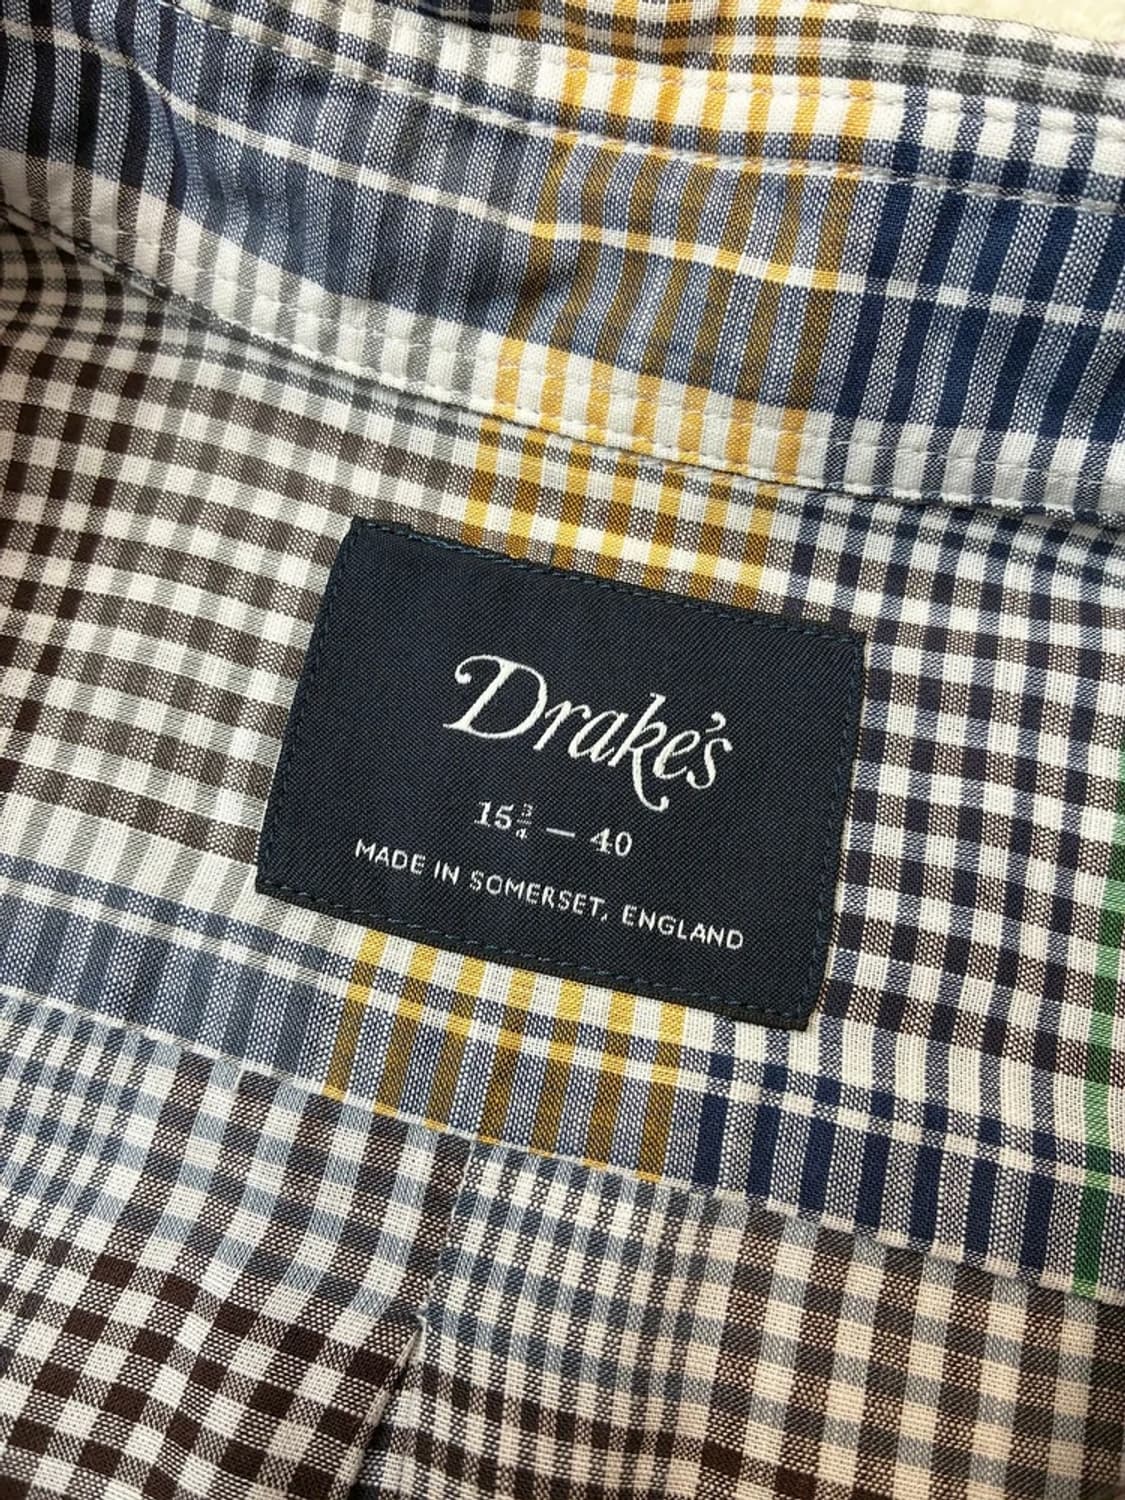 Drake's
15¾ — 40
MADE IN SOMERSET, ENGLAND